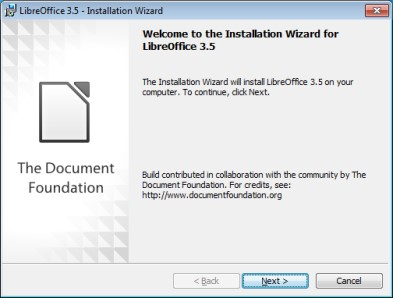 LibreOffice 3.5 - Installation Wizard
Welcome to the Installation Wizard for
LibreOffice 3.5
The Installation Wizard will install LibreOffice 3.5 on your
computer. To continue, click Next.
The Document
Foundation
Build contributed in collaboration with the community by The
Document Foundation. For credits, see:
http://www.documentfoundation.org
< Back
Next >
Cancel